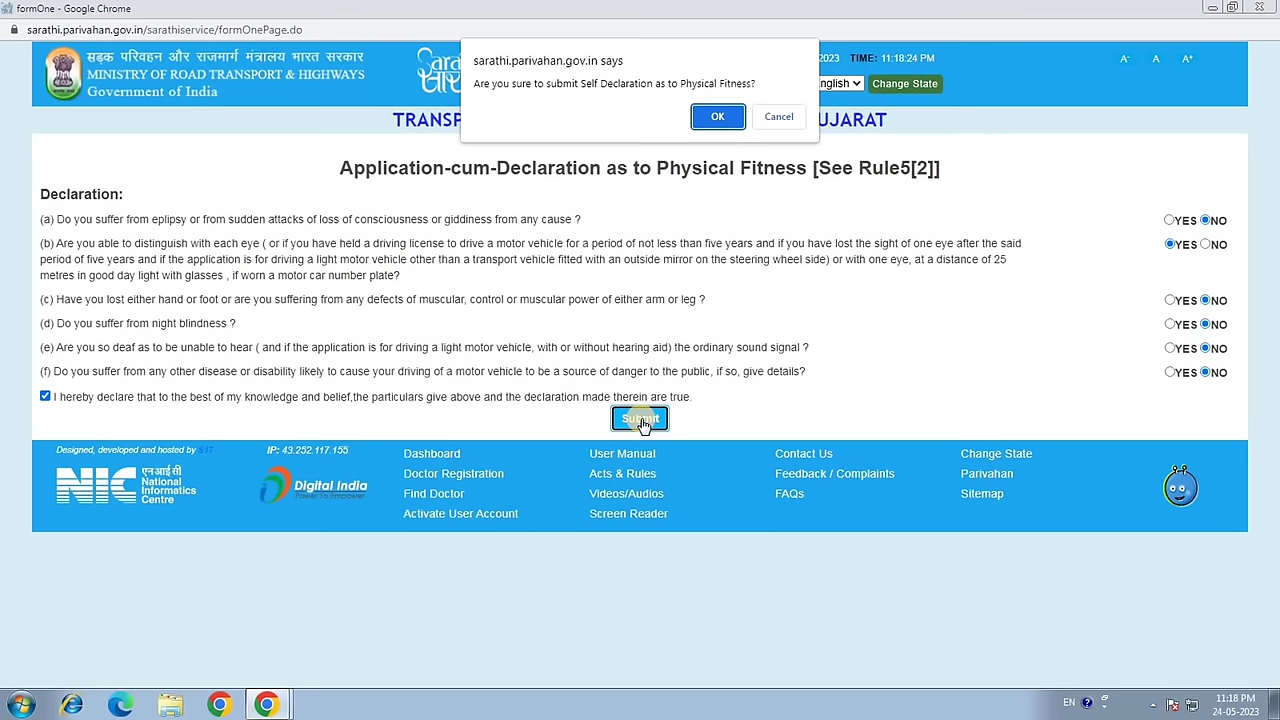 formOne - Google Chrome
sarathi.parivahan.gov.in/sarathiservice/formOnePage.do
सड़क परिवहन और राजमार्ग मंत्रालय भारत सरकार
MINISTRY OF ROAD TRANSPORT & HIGHWAYS
Government of India
2023 TIME: 11:18:24 PM
A- A A+
nglish Change State
sarathi.parivahan.gov.in says
Are you sure to submit Self Declaration as to Physical Fitness?
OK Cancel
TRANSP UJARAT
Application-cum-Declaration as to Physical Fitness [See Rule5[2]]
Declaration:
(a) Do you suffer from eplipsy or from sudden attacks of loss of consciousness or giddiness from any cause ? YES NO
(b) Are you able to distinguish with each eye ( or if you have held a driving license to drive a motor vehicle for a period of not less than five years and if you have lost the sight of one eye after the said YES NO
period of five years and if the application is for driving a light motor vehicle other than a transport vehicle fitted with an outside mirror on the steering wheel side) or with one eye, at a distance of 25
metres in good day light with glasses , if worn a motor car number plate?
(c) Have you lost either hand or foot or are you suffering from any defects of muscular, control or muscular power of either arm or leg ? YES NO
(d) Do you suffer from night blindness ? YES NO
(e) Are you so deaf as to be unable to hear ( and if the application is for driving a light motor vehicle, with or without hearing aid) the ordinary sound signal ? YES NO
(f) Do you suffer from any other disease or disability likely to cause your driving of a motor vehicle to be a source of danger to the public, if so, give details? YES NO
I hereby declare that to the best of my knowledge and belief,the particulars give above and the declaration made therein are true.
Submit
Designed, developed and hosted by S17 IP: 43.252.117.155
NIC एन आई सी
National
Informatics
Centre
Digital India
Power To Empower
Dashboard User Manual Contact Us Change State
Doctor Registration Acts & Rules Feedback / Complaints Parivahan
Find Doctor Videos/Audios FAQs Sitemap
Activate User Account Screen Reader
EN 11:18 PM
24-05-2023